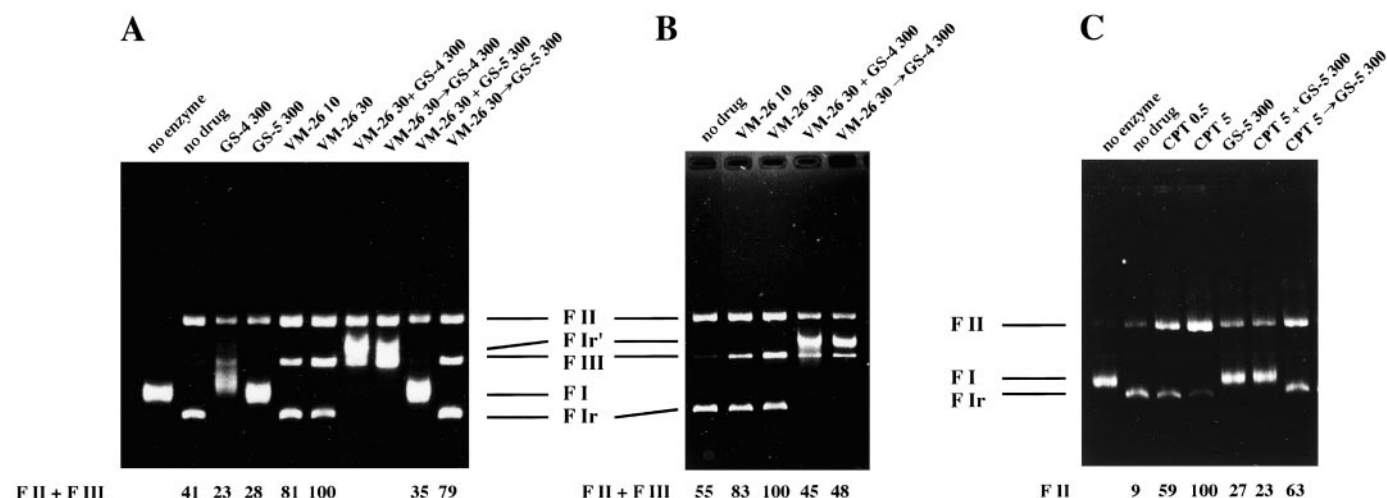 A
no enzyme
no drug
GS-4 300
GS-5 300
VM-26 10
VM-26 30
VM-26 30+ GS-4 300
VM-26 30→GS-4 300
VM-26 30 + GS-5 300
VM-26 30→GS-5 300
F II + F III 41 23 28 81 100 35 79
F II
F Ir'
F III
F I
F Ir
B
no drug
VM-26 10
VM-26 30
VM-26 30 + GS-4 300
VM-26 30→GS-4 300
F II + F III 55 83 100 45 48
C
no enzyme
no drug
CPT 0.5
CPT 5
GS-5 300
CPT 5 + GS-5 300
CPT 5→GS-5 300
F II
F I
F Ir
F II 9 59 100 27 23 63